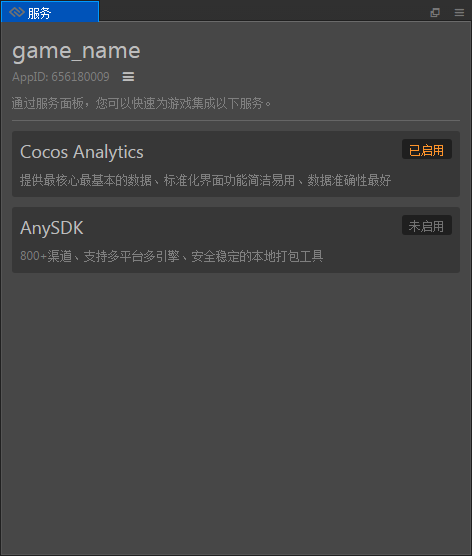 服务
game_name
AppID: 656180009
通过服务面板，您可以快速为游戏集成以下服务。
Cocos Analytics
已启用
提供最核心最基本的数据、标准化界面功能简洁易用、数据准确性最好
AnySDK
未启用
800+渠道、支持多平台多引擎、安全稳定的本地打包工具